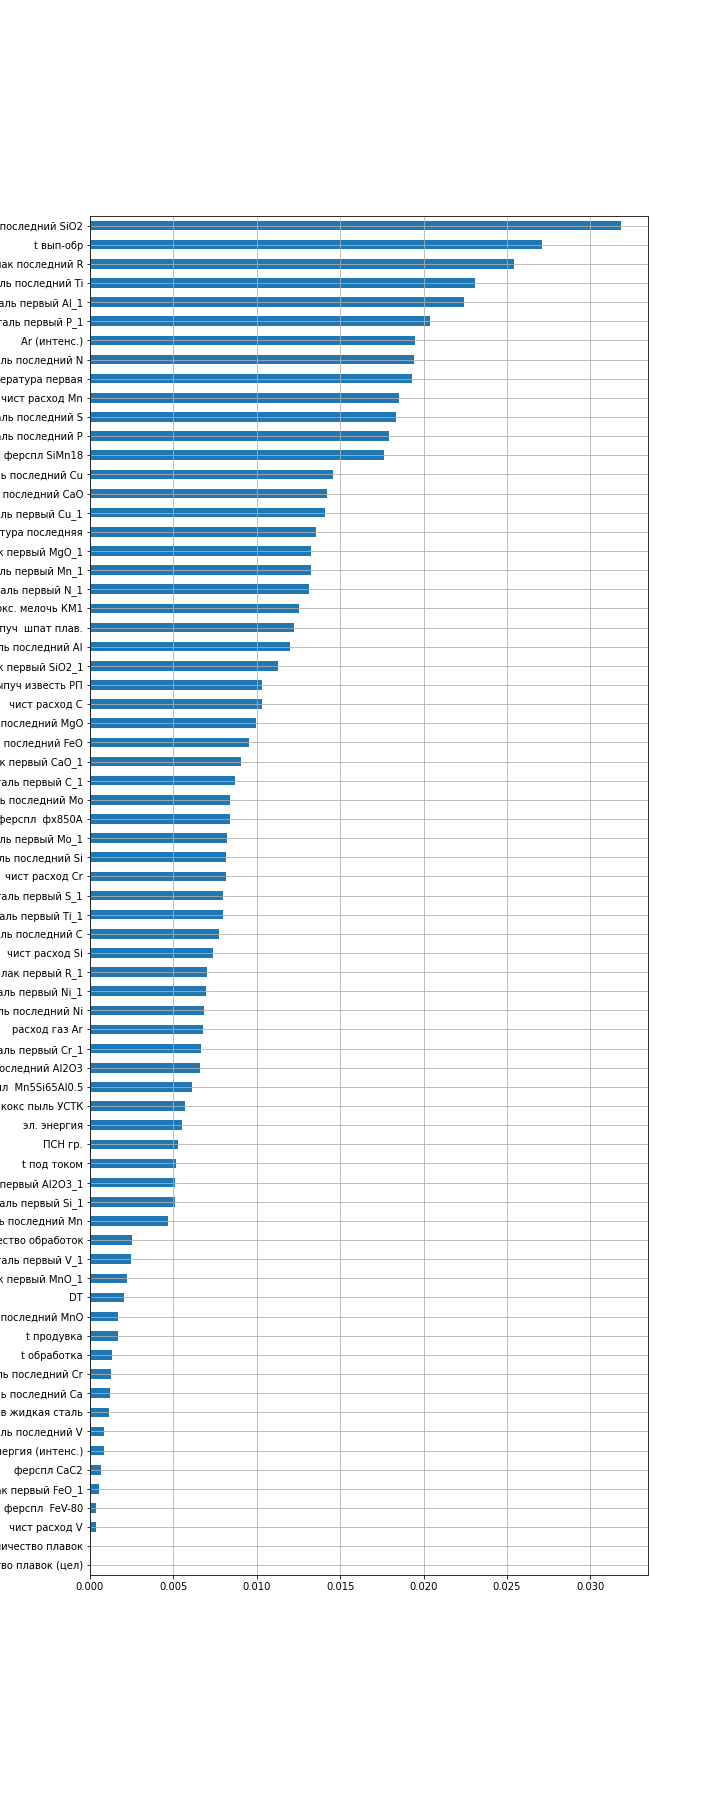 последний SiO2
t вып-обр
лак последний R
ль последний Ti
аль первый Al_1
таль первый P_1
Ar (интенс.)
ль последний N
пература первая
чист расход Mn
аль последний S
аль последний P
ферспл SiMn18
ь последний Cu
последний CaO
ль первый Cu_1
тура последняя
к первый MgO_1
ль первый Mn_1
аль первый N_1
окс. мелочь КМ1
пуч  шпат плав.
ль последний Al
к первый SiO2_1
ыпуч известь РП
чист расход C
последний MgO
последний FeO
к первый CaO_1
таль первый C_1
ь последний Mo
ферспл  фх850А
ль первый Mo_1
ль последний Si
чист расход Cr
таль первый S_1
аль первый Ti_1
ль последний C
чист расход Si
лак первый R_1
аль первый Ni_1
ль последний Ni
расход газ Ar
аль первый Cr_1
оследний Al2O3
пл  Mn5Si65Al0.5
кокс пыль УСТК
эл. энергия
ПСН гр.
t под током
первый Al2O3_1
аль первый Si_1
ь последний Mn
ество обработок
таль первый V_1
к первый MnO_1
DT
последний MnO
t продувка
t обработка
ль последний Cr
ь последний Ca
в жидкая сталь
ль последний V
нергия (интенс.)
ферспл CaC2
ак первый FeO_1
ферспл  FeV-80
чист расход V
личество плавок
тво плавок (цел)
0.000 0.005 0.010 0.015 0.020 0.025 0.030